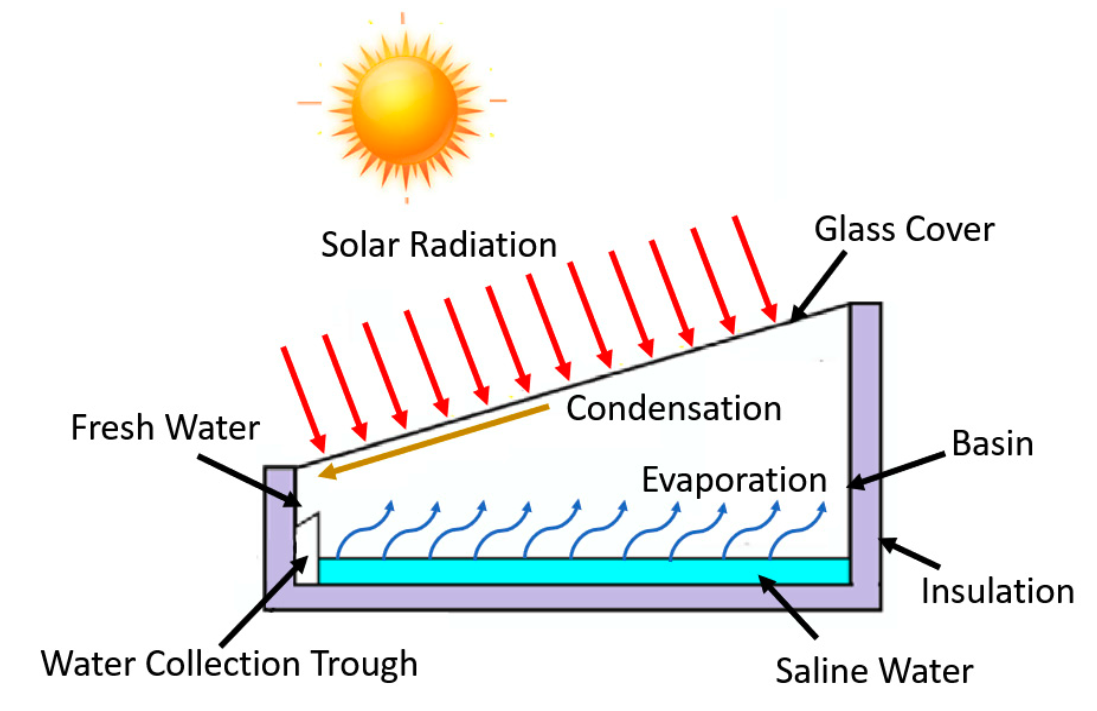 Solar Radiation
Glass Cover
Condensation
Fresh Water
Basin
Evaporation
Insulation
Water Collection Trough
Saline Water